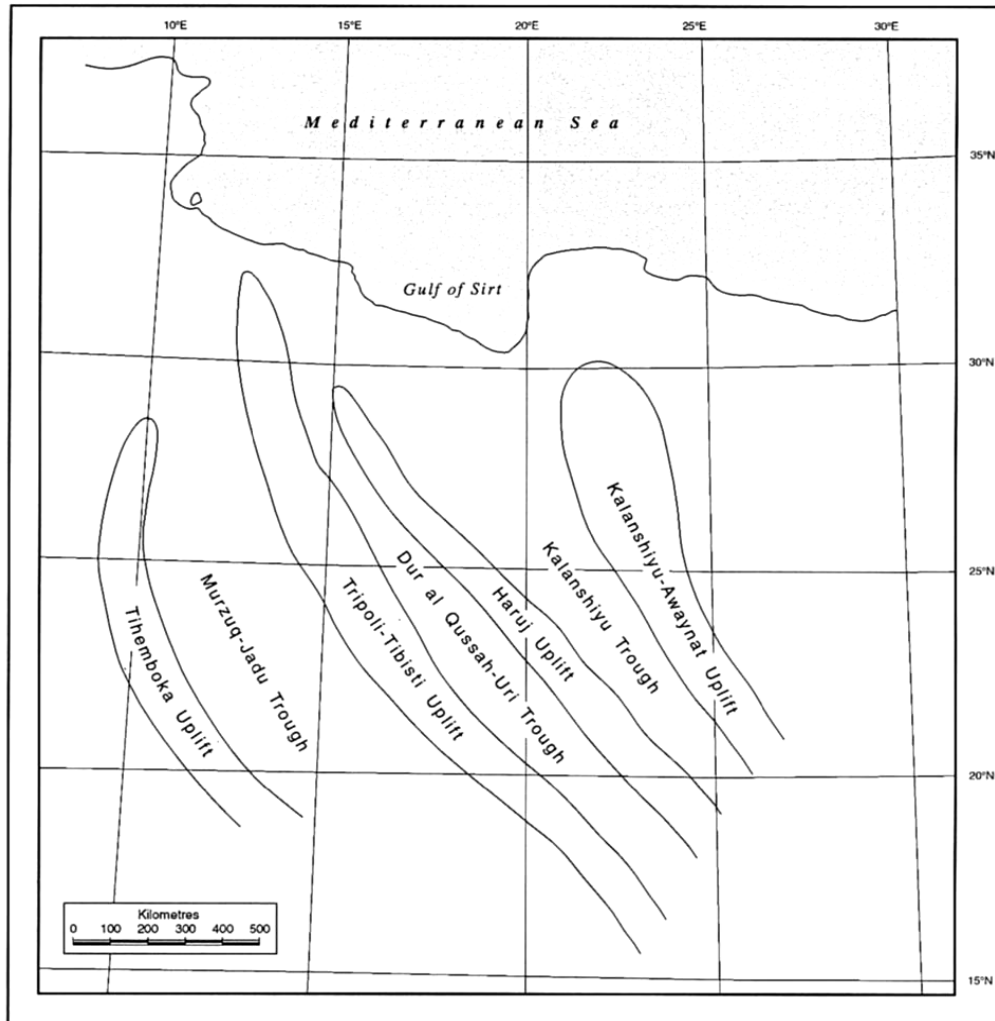 10°E
15°E
20°E
25°E
30°E
Mediterranean Sea
35°N
Gulf of Sirt
30°N
Kalanshiyu-Awaynat Uplift
Kalanshiyu Trough
Dur al Qussah-Uri Trough
Haruj Uplift
25°N
Murzuq-Jadu Trough
Tripoli-Tibisti Uplift
Tihemboka Uplift
20°N
Kilometres
0 100 200 300 400 500
15°N